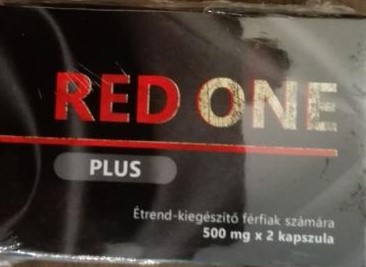 RED ONE
PLUS
Étrend-kiegészítő férfiak számára
500 mg x 2 kapszula